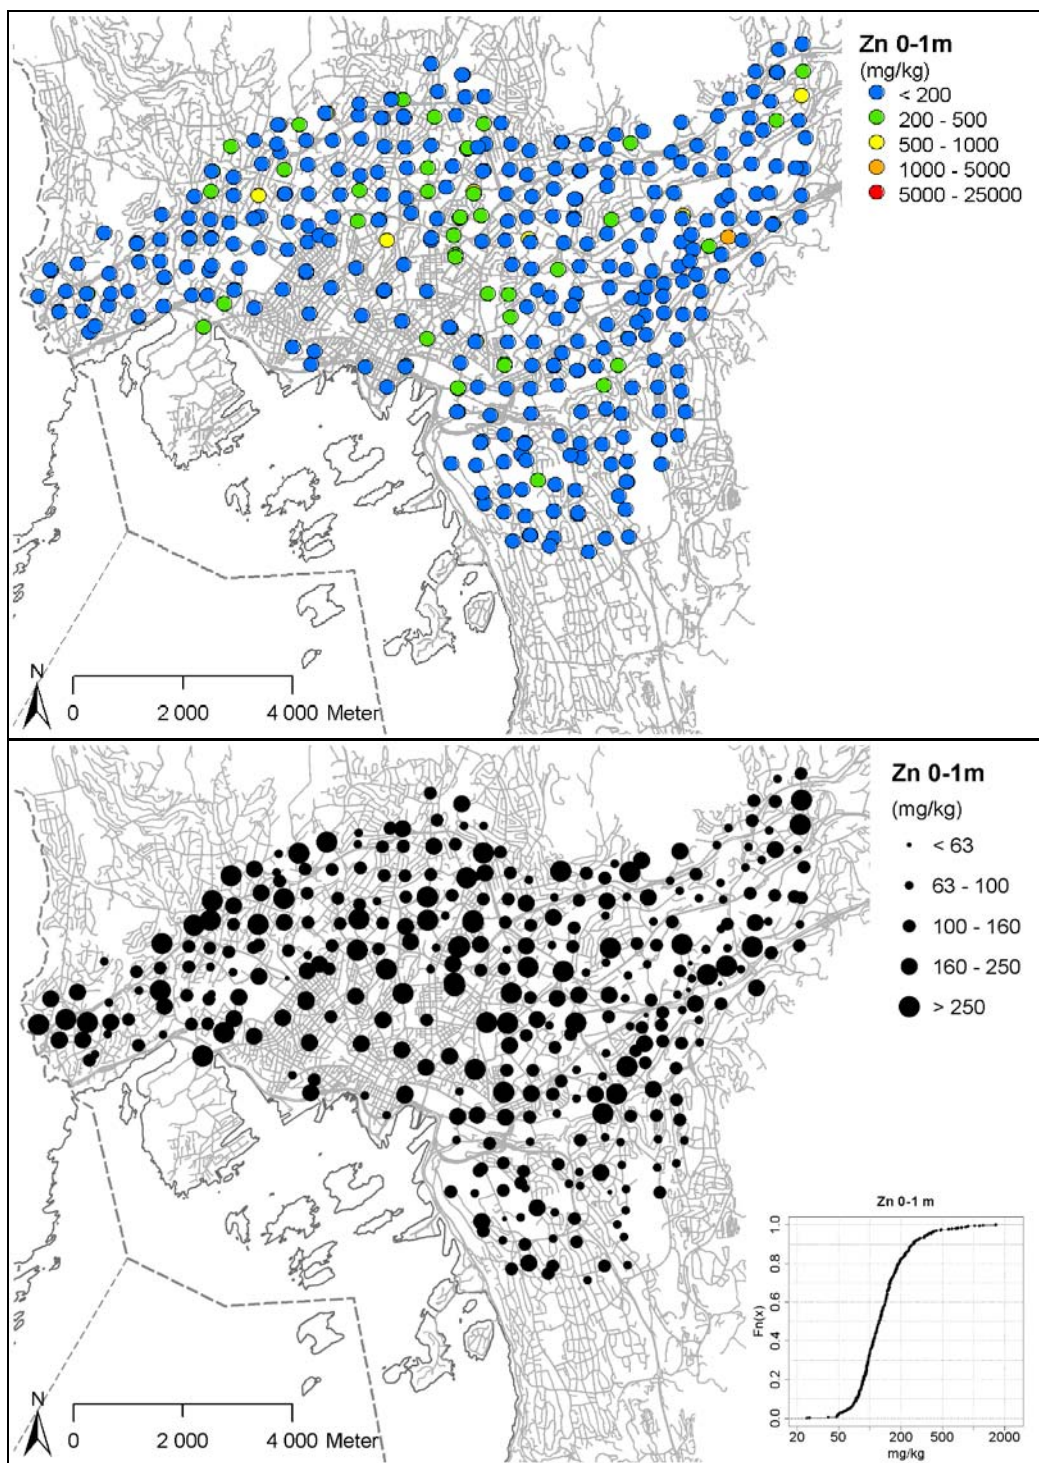 Zn 0-1m
(mg/kg)
< 200
200 - 500
500 - 1000
1000 - 5000
5000 - 25000
N
0 2 000 4 000 Meter
Zn 0-1m
(mg/kg)
< 63
63 - 100
100 - 160
160 - 250
> 250
N
0 2 000 4 000 Meter
Zn 0-1 m
Fn(x)
1.0
0.8
0.6
0.4
0.2
0.0
20 50 200 500 2000
mg/kg